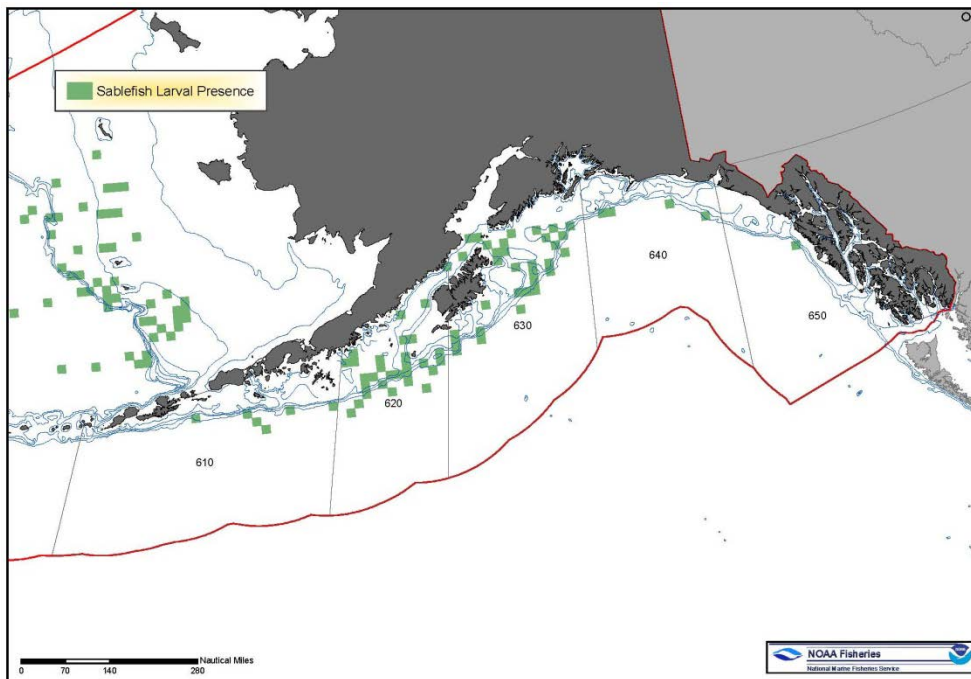 Sablefish Larval Presence
640
630
650
620
610
Nautical Miles
0 70 140 280
NOAA Fisheries
National Marine Fisheries Service